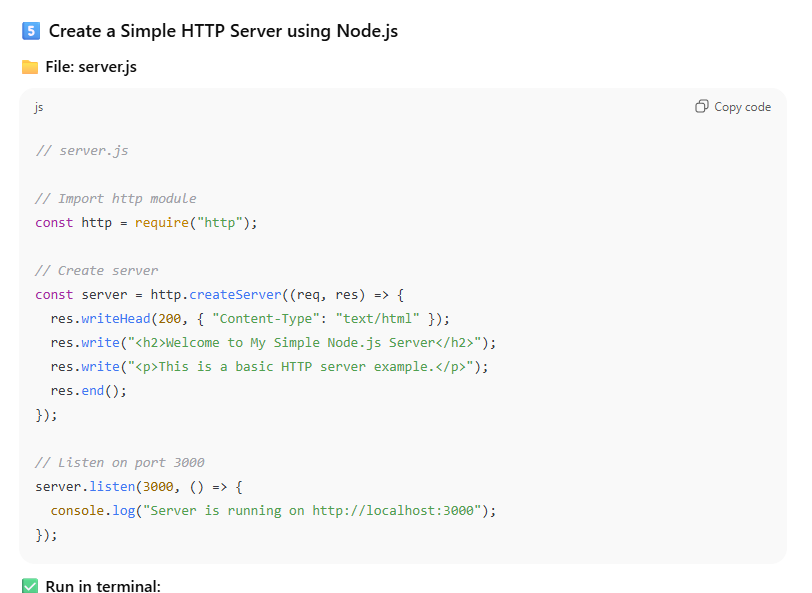 5 Create a Simple HTTP Server using Node.js
File: server.js
js
Copy code
// server.js
// Import http module
const http = require("http");
// Create server
const server = http.createServer((req, res) => {
  res.writeHead(200, { "Content-Type": "text/html" });
  res.write("<h2>Welcome to My Simple Node.js Server</h2>");
  res.write("<p>This is a basic HTTP server example.</p>");
  res.end();
});
// Listen on port 3000
server.listen(3000, () => {
  console.log("Server is running on http://localhost:3000");
});
Run in terminal: